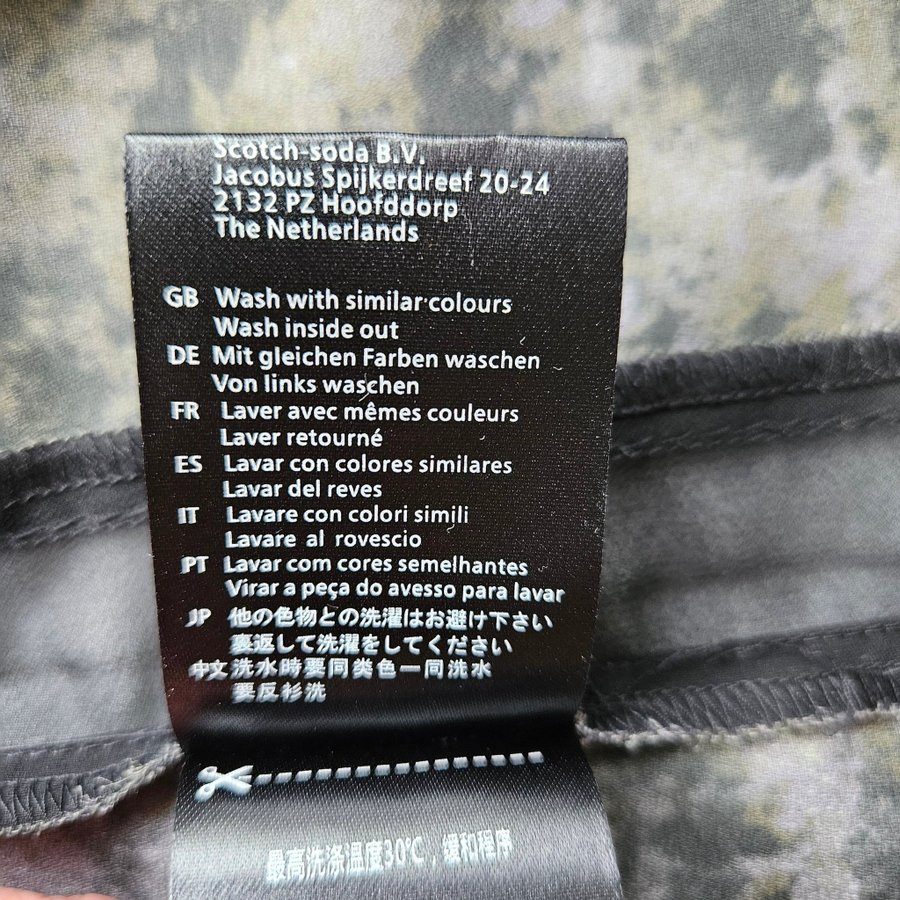 Scotch-soda B.V.
Jacobus Spijkerdreef 20-24
2132 PZ Hoofddorp
The Netherlands
GB Wash with similar colours
Wash inside out
DE Mit gleichen Farben waschen
Von links waschen
FR Laver avec mêmes couleurs
Laver retourné
ES Lavar con colores similares
Lavar del reves
IT Lavare con colori simili
Lavare al rovescio
PT Lavar com cores semelhantes
Virar a peça do avesso para lavar
JP 他の色物との洗濯はお避け下さい
裏返して洗濯をしてください
中文 洗水時要同类色一同洗水
要反衫洗
最高洗涤温度30℃，缓和程序